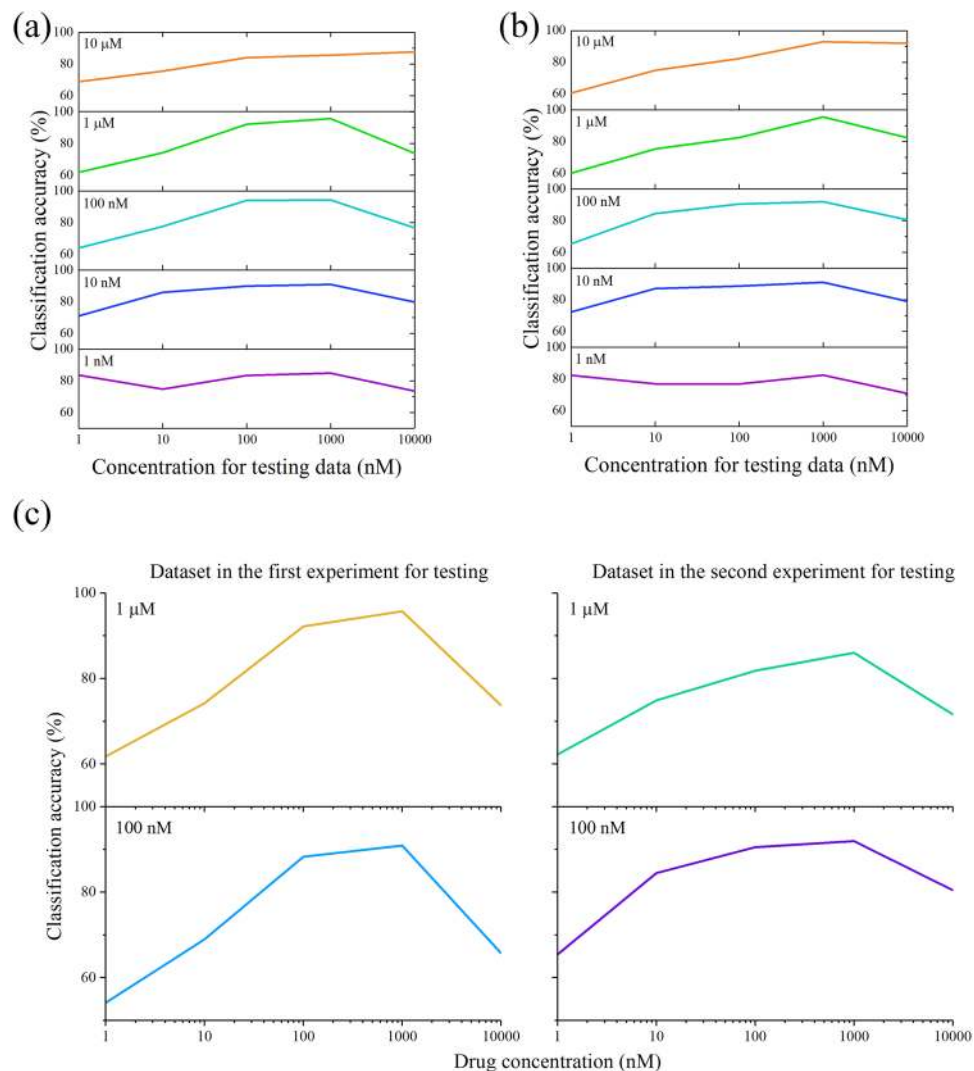 (a)
100
10 μM
80
60
100
1 μM
80
60
100
100 nM
80
60
100
10 nM
80
60
100
1 nM
80
60
1 10 100 1000 10000
Classification accuracy (%)
Concentration for testing data (nM)
(b)
100
10 μM
80
60
100
1 μM
80
60
100
100 nM
80
60
100
10 nM
80
60
100
1 nM
80
60
1 10 100 1000 10000
Classification accuracy (%)
Concentration for testing data (nM)
(c)
Dataset in the first experiment for testing
100
1 μM
80
60
100
100 nM
80
60
1 10 100 1000 10000
Classification accuracy (%)
Classification accuracy (%)
Dataset in the second experiment for testing
1 μM
100 nM
1 10 100 1000 10000
Drug concentration (nM)